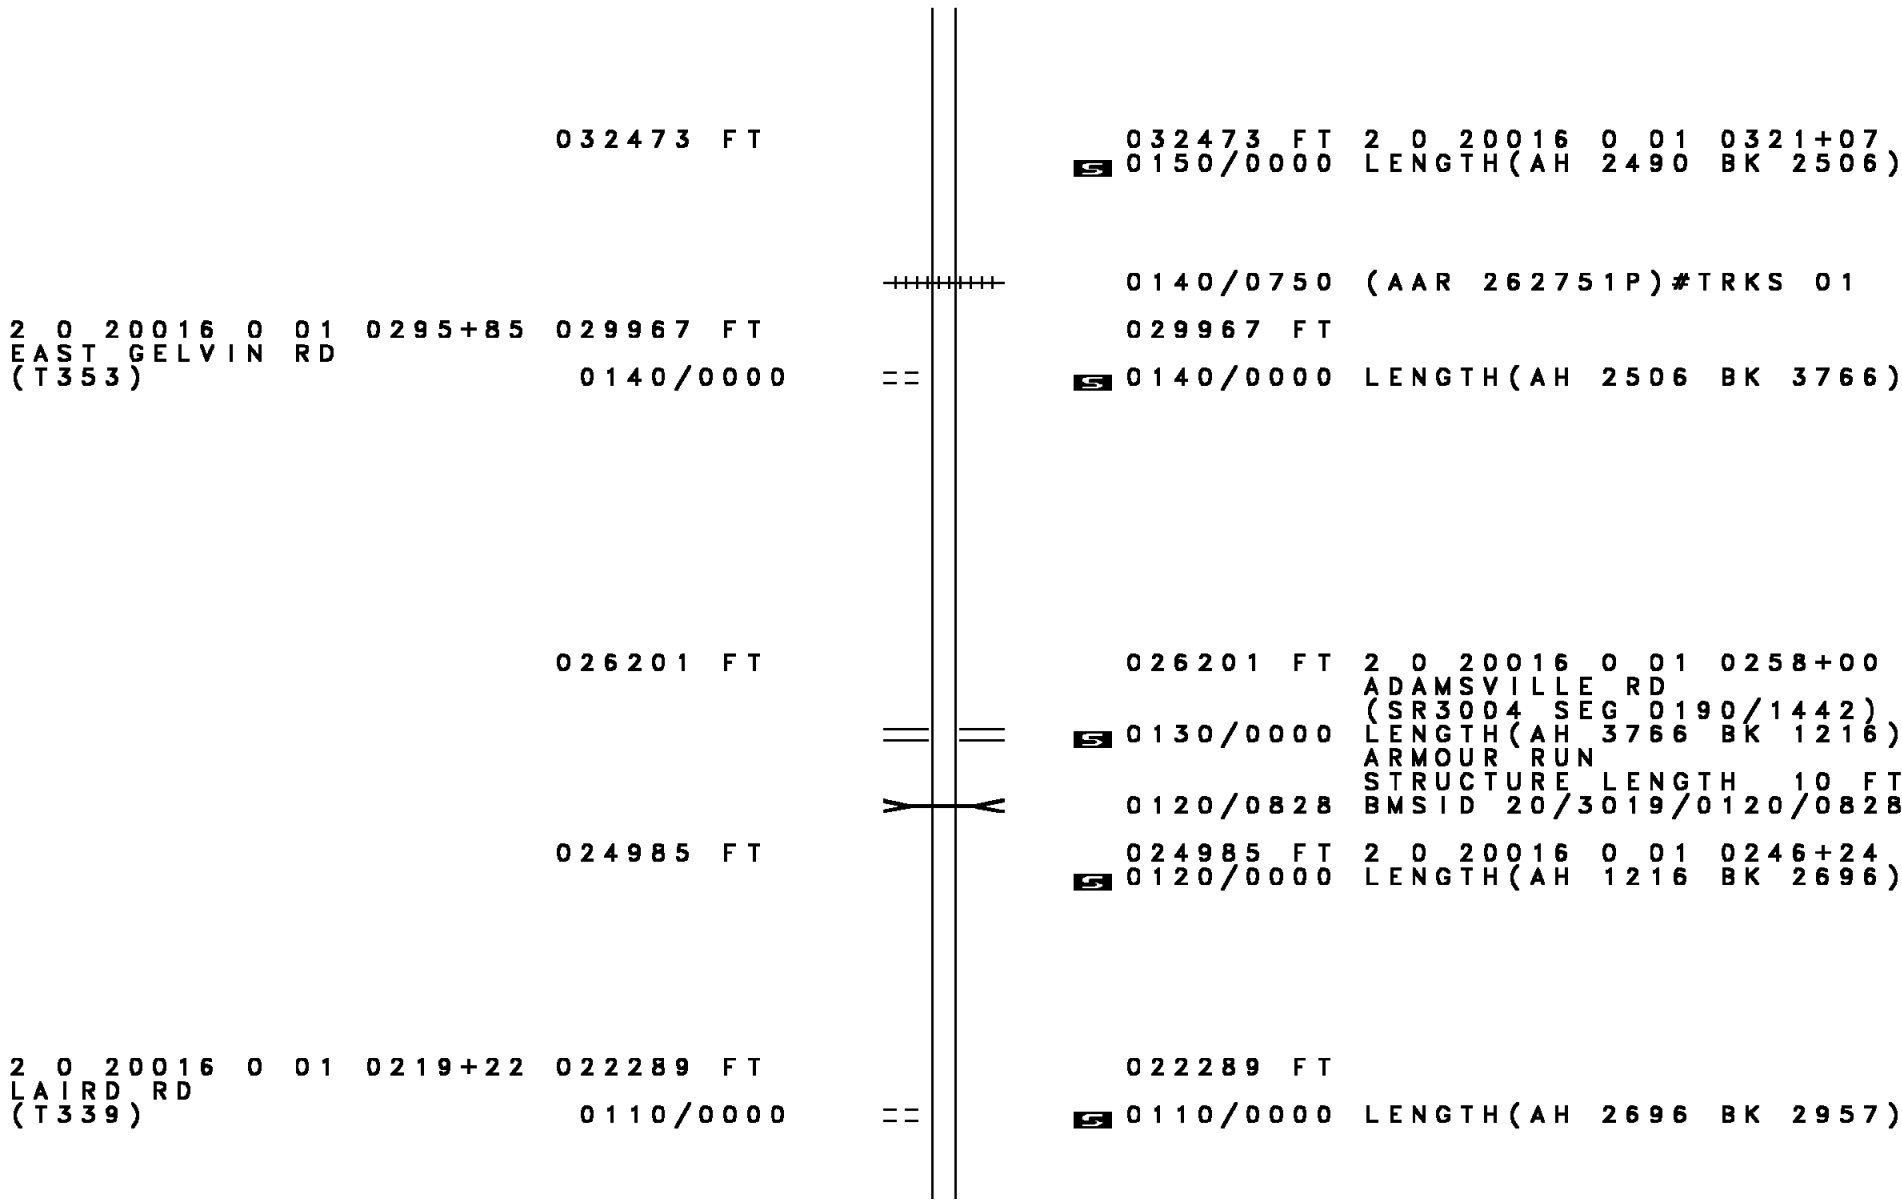 032473 FT 032473 FT 2 0 20016 0 01 0321+07
S 0150/0000 LENGTH(AH 2490 BK 2506)
0140/0750 (AAR 262751P)#TRKS 01
2 0 20016 0 01 0295+85 029967 FT 029967 FT
EAST GELVIN RD
(T353) 0140/0000 S 0140/0000 LENGTH(AH 2506 BK 3766)
026201 FT 026201 FT 2 0 20016 0 01 0258+00
ADAMSVILLE RD
(SR3004 SEG 0190/1442)
S 0130/0000 LENGTH(AH 3766 BK 1216)
ARMOUR RUN
STRUCTURE LENGTH 10 FT
0120/0828 BMSID 20/3019/0120/0828
024985 FT 024985 FT 2 0 20016 0 01 0246+24
S 0120/0000 LENGTH(AH 1216 BK 2696)
2 0 20016 0 01 0219+22 022289 FT 022289 FT
LAIRD RD
(T339) 0110/0000 S 0110/0000 LENGTH(AH 2696 BK 2957)